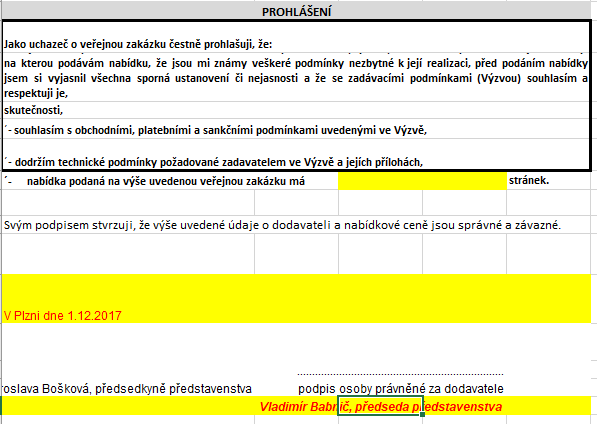 PROHLÁŠENÍ
Jako uchazeč o veřejnou zakázku čestně prohlašuji, že:
na kterou podávám nabídku, že jsou mi známy veškeré podmínky nezbytné k její realizaci, před podáním nabídky
jsem si vyjasnil všechna sporná ustanovení či nejasnosti a že se zadávacími podmínkami (Výzvou) souhlasím a
respektuji je,
skutečnosti,
´- souhlasím s obchodními, platebními a sankčními podmínkami uvedenými ve Výzvě,
´- dodržím technické podmínky požadované zadavatelem ve Výzvě a jejích přílohách,
´- nabídka podaná na výše uvedenou veřejnou zakázku má stránek.
Svým podpisem stvrzuji, že výše uvedené údaje o dodavateli a nabídkové ceně jsou správné a závazné.
V Plzni dne 1.12.2017
roslava Bošková, předsedkyně představenstva podpis osoby právněné za dodavatele
Vladimír Babnič, předseda představenstva